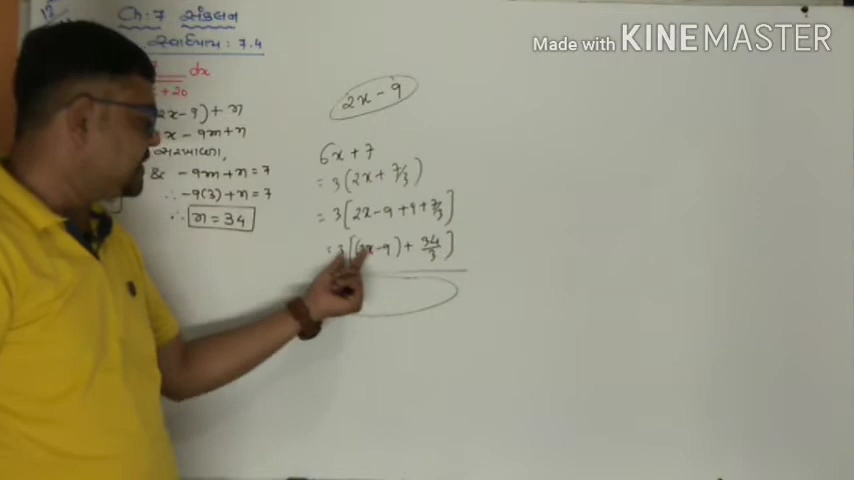 Ch:7 સંકલન
સ્વાધ્યાય : 7.4
dx
x + 20
2x-9) + n
x - 9m+n
સરખાવતા,
& -9m+n = 7
∴ -9(3)+n = 7
∴ n = 34
2x - 9
6x + 7
= 3(2x + 7/3)
= 3[2x-9+9+7/3]
= 3[(2x-9) + 34/3]
Made with KINEMASTER